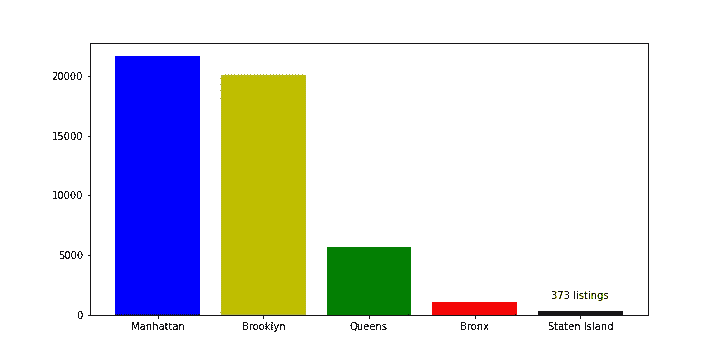 20000
15000
10000
5000
0
373 listings
Manhattan
Brooklyn
Queens
Bronx
Staten Island